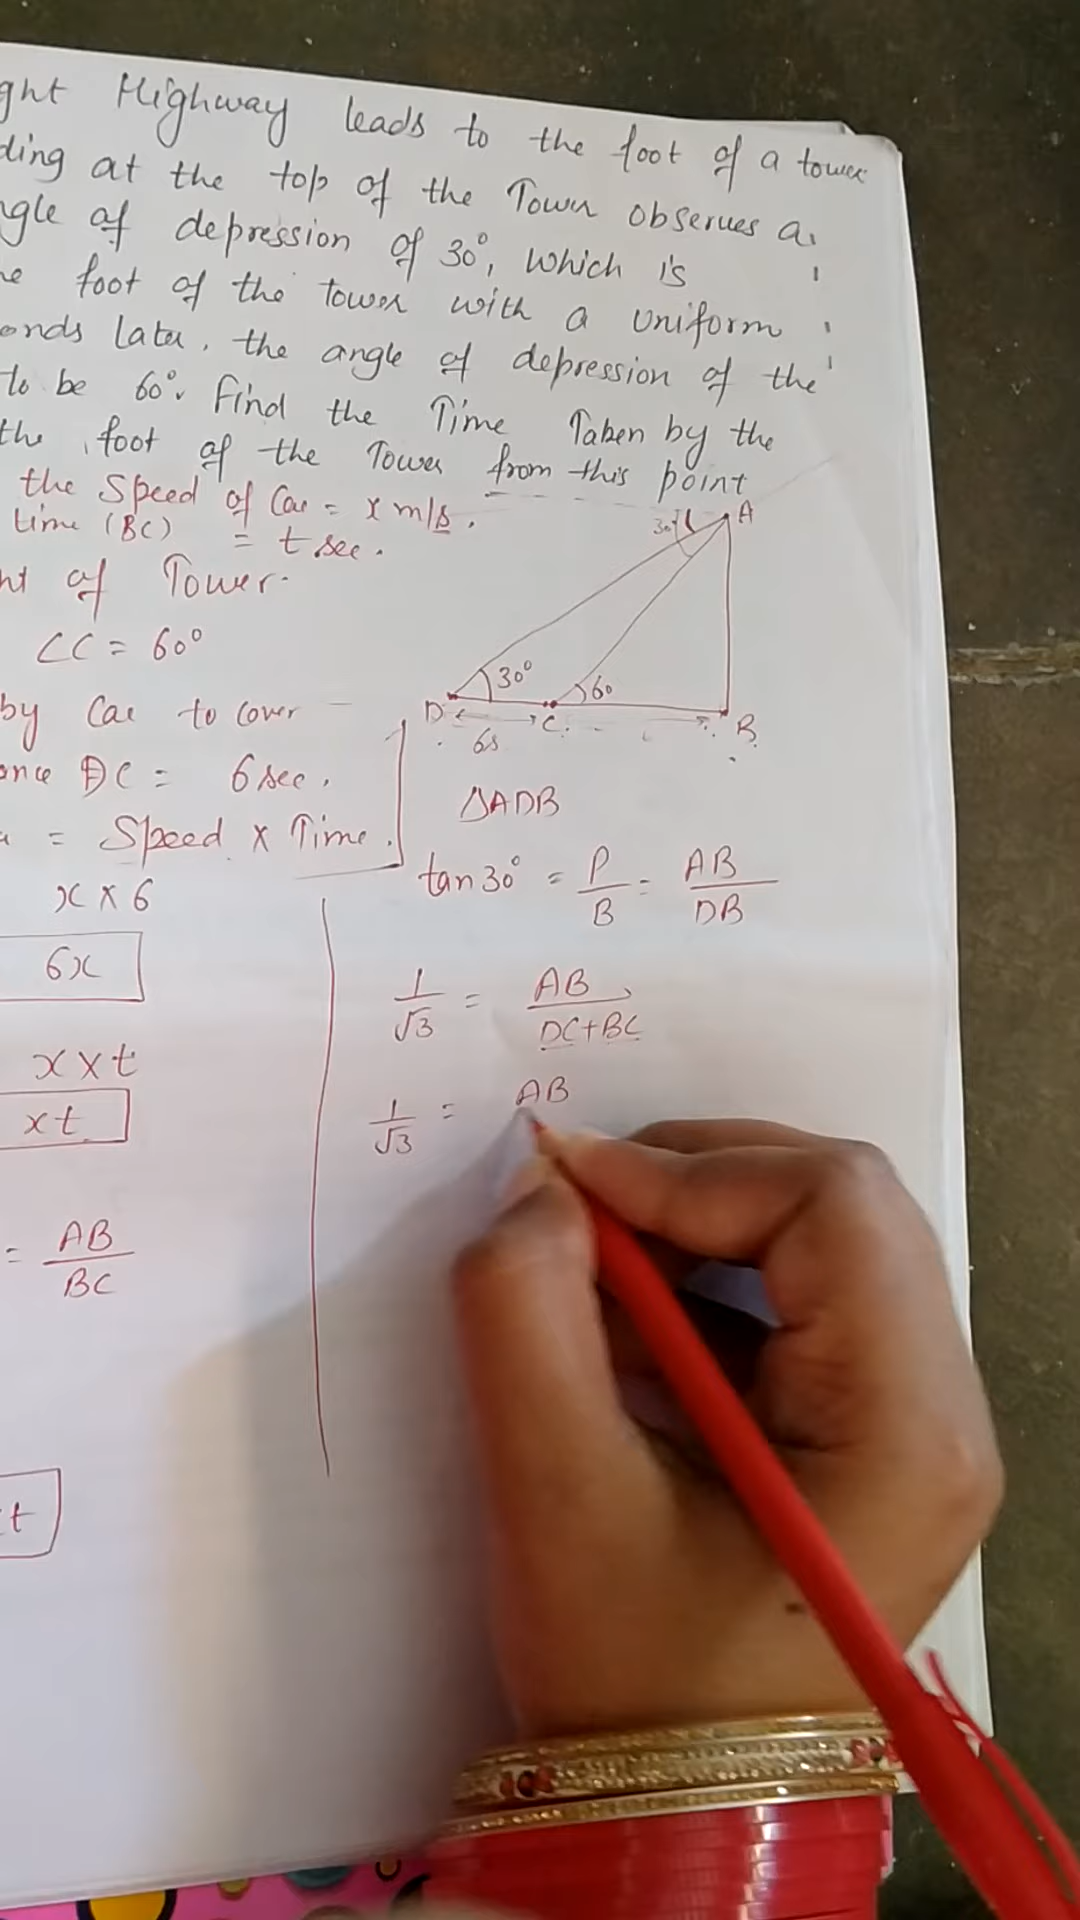 ght Highway leads to the foot of a tower
ding at the top of the Tower observes a
ngle of depression of 30°, which is
he foot of the tower with a uniform
onds later, the angle of depression of the
to be 60°. Find the Time Taken by the
the foot of the Tower from this point
the Speed of Car = x m/s.
time (BC) = t sec.
ht of Tower.
∠C = 60°
by Car to cover
ance DC = 6 sec.
= Speed × Time.
x × 6
6x
x × t
xt
= AB/BC
t
A
30°
30°
60
D
C
B
6s
△ADB
tan 30° = P/B = AB/DB
1/√3 = AB/DC+BC
1/√3 = AB